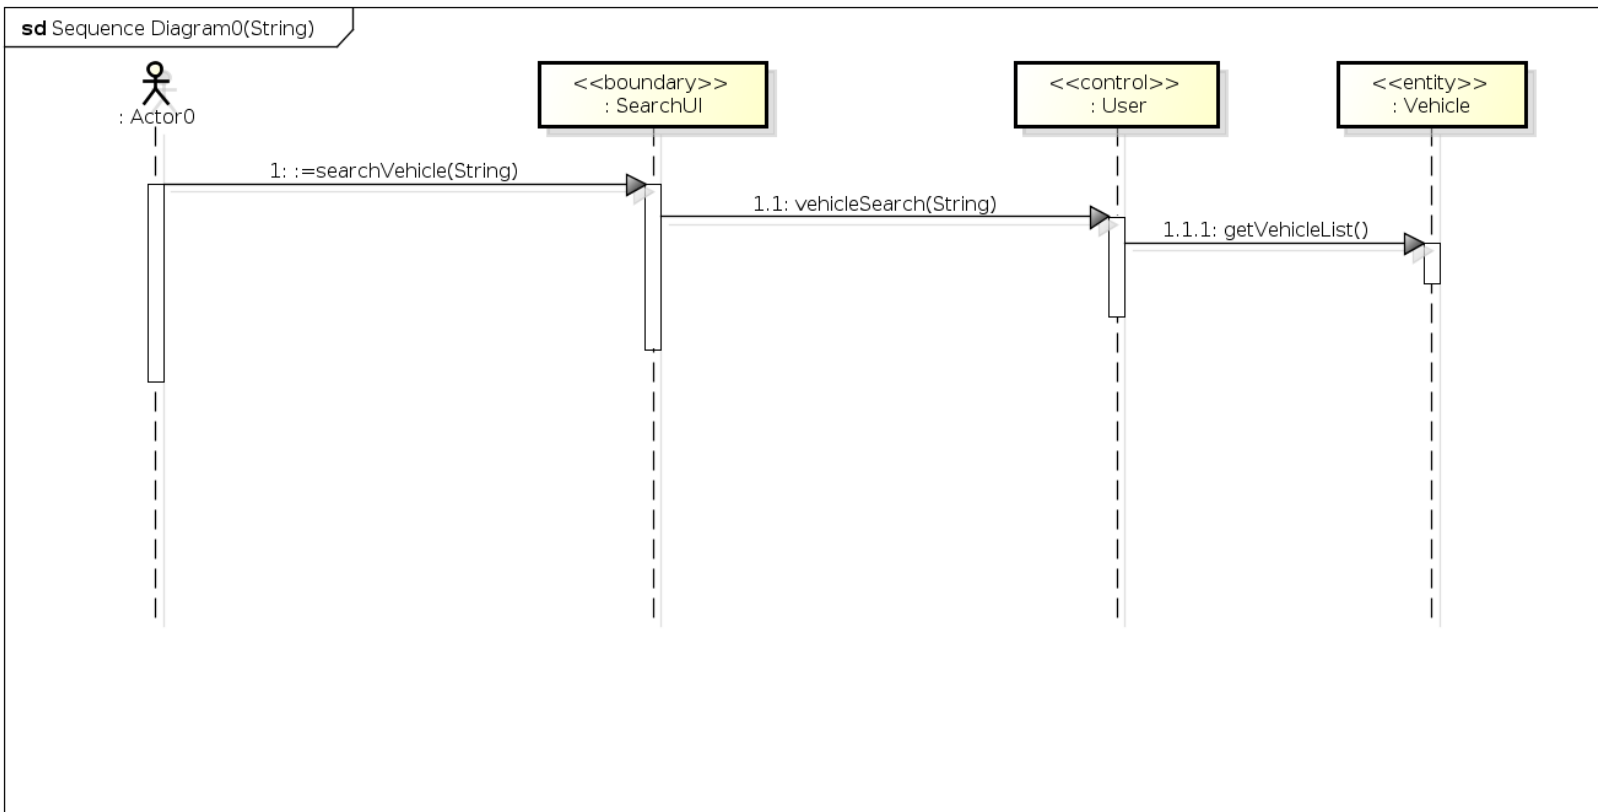 sd Sequence Diagram0(String)
: Actor0
<<boundary>>
: SearchUI
<<control>>
: User
<<entity>>
: Vehicle
1: :=searchVehicle(String)
1.1: vehicleSearch(String)
1.1.1: getVehicleList()